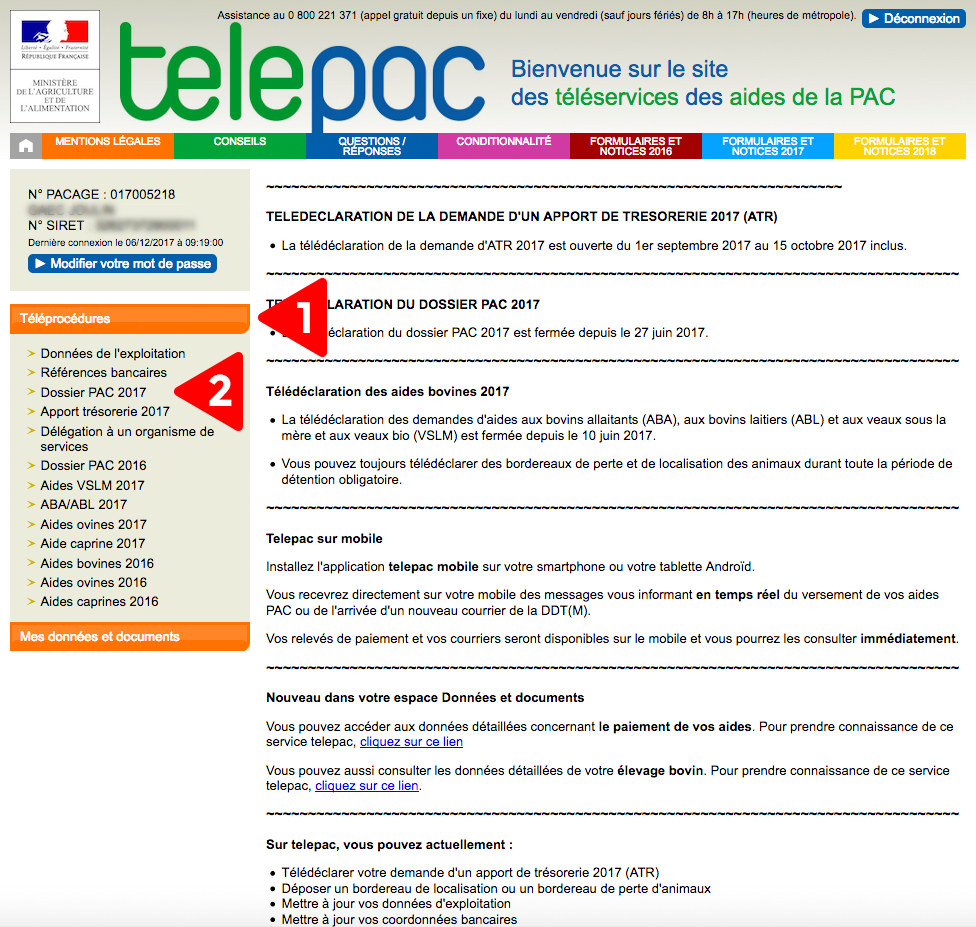 Assistance au 0 800 221 371 (appel gratuit depuis un fixe) du lundi au vendredi (sauf jours fériés) de 8h à 17h (heures de métropole).
Déconnexion
Liberté • Égalité • Fraternité
RÉPUBLIQUE FRANÇAISE
MINISTÈRE
DE L'AGRICULTURE
ET DE
L'ALIMENTATION
telepac
Bienvenue sur le site
des téléservices des aides de la PAC
MENTIONS LÉGALES
CONSEILS
QUESTIONS /
RÉPONSES
CONDITIONNALITÉ
FORMULAIRES ET
NOTICES 2016
FORMULAIRES ET
NOTICES 2017
FORMULAIRES ET
NOTICES 2018
N° PACAGE : 017005218
N° SIRET
Dernière connexion le 06/12/2017 à 09:19:00
Modifier votre mot de passe
Téléprocédures
1
Données de l'exploitation
Références bancaires
Dossier PAC 2017
2
Apport trésorerie 2017
Délégation à un organisme de
services
Dossier PAC 2016
Aides VSLM 2017
ABA/ABL 2017
Aides ovines 2017
Aide caprine 2017
Aides bovines 2016
Aides ovines 2016
Aides caprines 2016
Mes données et documents
~~~~~~~~~~~~~~~~~~~~~~~~~~~~~~~~~~~~~~~~~~~~~~~~~~~~~~~~~~~~~~~~~~~~~~
TELEDECLARATION DE LA DEMANDE D'UN APPORT DE TRESORERIE 2017 (ATR)
• La télédéclaration de la demande d'ATR 2017 est ouverte du 1er septembre 2017 au 15 octobre 2017 inclus.
~~~~~~~~~~~~~~~~~~~~~~~~~~~~~~~~~~~~~~~~~~~~~~~~~~~~~~~~~~~~~~~~~~~~~~
TE LARATION DU DOSSIER PAC 2017
• éclaration du dossier PAC 2017 est fermée depuis le 27 juin 2017.
~~~~~~~~~~~~~~~~~~~~~~~~~~~~~~~~~~~~~~~~~~~~~~~~~~~~~~~~~~~~~~~~~~~~~~
Télédéclaration des aides bovines 2017
• La télédéclaration des demandes d'aides aux bovins allaitants (ABA), aux bovins laitiers (ABL) et aux veaux sous la
mère et aux veaux bio (VSLM) est fermée depuis le 10 juin 2017.
• Vous pouvez toujours télédéclarer des bordereaux de perte et de localisation des animaux durant toute la période de
détention obligatoire.
~~~~~~~~~~~~~~~~~~~~~~~~~~~~~~~~~~~~~~~~~~~~~~~~~~~~~~~~~~~~~~~~~~~~~~
Telepac sur mobile
Installez l'application telepac mobile sur votre smartphone ou votre tablette Androïd.
Vous recevrez directement sur votre mobile des messages vous informant en temps réel du versement de vos aides
PAC ou de l'arrivée d'un nouveau courrier de la DDT(M).
Vos relevés de paiement et vos courriers seront disponibles sur le mobile et vous pourrez les consulter immédiatement.
~~~~~~~~~~~~~~~~~~~~~~~~~~~~~~~~~~~~~~~~~~~~~~~~~~~~~~~~~~~~~~~~~~~~~~
Nouveau dans votre espace Données et documents
Vous pouvez accéder aux données détaillées concernant le paiement de vos aides. Pour prendre connaissance de ce
service telepac, cliquez sur ce lien
Vous pouvez aussi consulter les données détaillées de votre élevage bovin. Pour prendre connaissance de ce service
telepac, cliquez sur ce lien.
~~~~~~~~~~~~~~~~~~~~~~~~~~~~~~~~~~~~~~~~~~~~~~~~~~~~~~~~~~~~~~~~~~~~~~
Sur telepac, vous pouvez actuellement :
• Télédéclarer votre demande d'un apport de trésorerie 2017 (ATR)
• Déposer un bordereau de localisation ou un bordereau de perte d'animaux
• Mettre à jour vos données d'exploitation
• Mettre à jour vos coordonnées bancaires